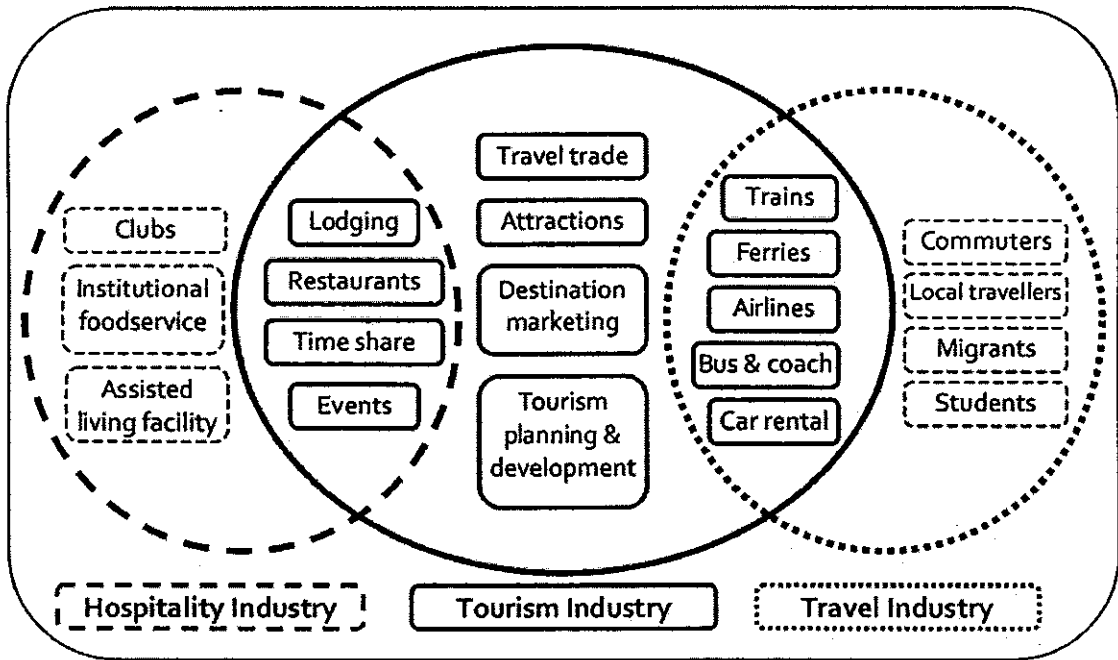 Clubs
Institutional
foodservice
Assisted
living facility
Lodging
Restaurants
Time share
Events
Travel trade
Attractions
Destination
marketing
Tourism
planning &
development
Trains
Ferries
Airlines
Bus & coach
Car rental
Commuters
Local travellers
Migrants
Students
Hospitality Industry
Tourism Industry
Travel Industry